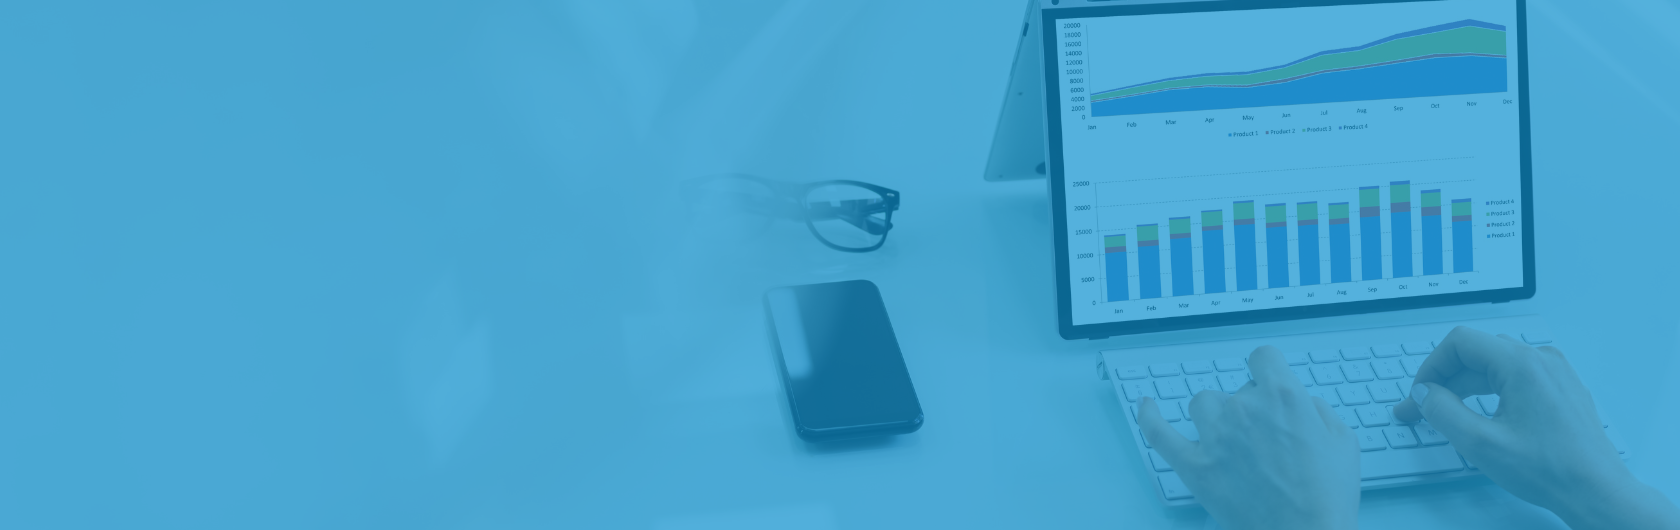 20000
18000
16000
14000
12000
10000
8000
6000
4000
2000
0
Jan Feb Mar Apr May Jun Jul Aug Sep Oct Nov Dec
Product 1 Product 2 Product 3 Product 4
25000
20000
15000
10000
5000
0
Product 4
Product 3
Product 2
Product 1
Jan Feb Mar Apr May Jun Jul Aug Sep Oct Nov Dec